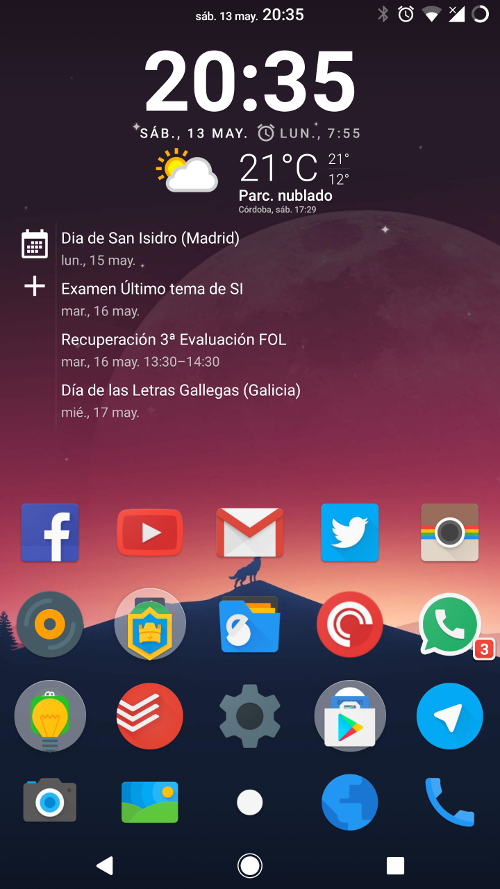 sáb. 13 may. 20:35
20:35
SÁB., 13 MAY. LUN., 7:55
21°C 21°
12°
Parc. nublado
Córdoba, sáb. 17:29
Dia de San Isidro (Madrid)
lun., 15 may.
Examen Último tema de SI
mar., 16 may.
Recuperación 3ª Evaluación FOL
mar., 16 may. 13:30–14:30
Día de las Letras Gallegas (Galicia)
mié., 17 may.
3